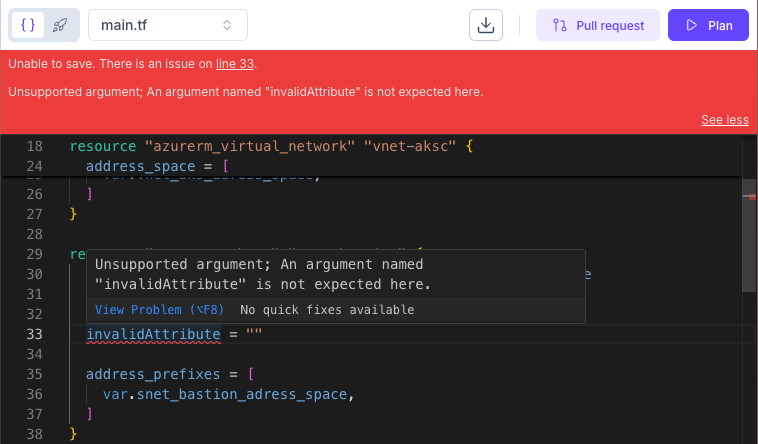 { }
main.tf
Pull request
Plan
Unable to save. There is an issue on line 33.
Unsupported argument; An argument named "invalidAttribute" is not expected here.
See less
18 resource "azurerm_virtual_network" "vnet-aksc" {
24 address_space = [
26 ]
27 }
28
29 re
Unsupported argument; An argument named
30 e
"invalidAttribute" is not expected here.
31
View Problem (⌥F8) No quick fixes available
32
33 invalidAttribute = ""
34
35 address_prefixes = [
36 var.snet_bastion_adress_space,
37 ]
38 }